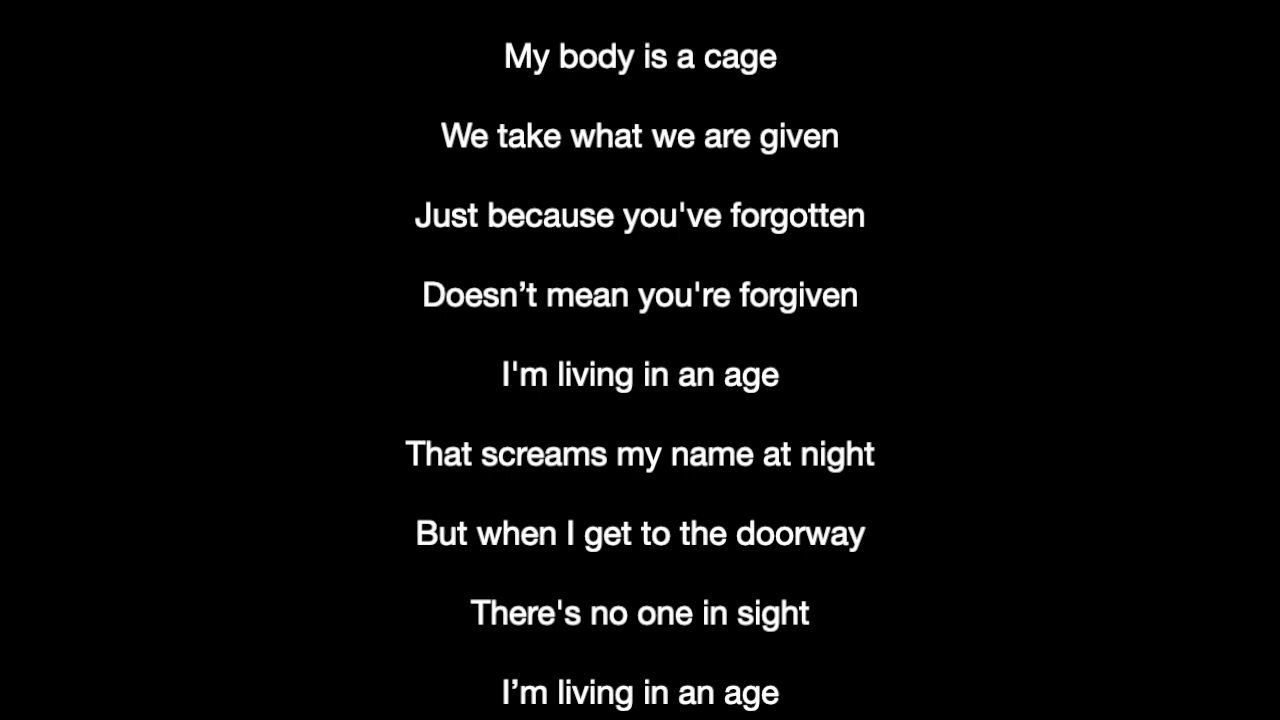 My body is a cage
We take what we are given
Just because you've forgotten
Doesn’t mean you're forgiven
I'm living in an age
That screams my name at night
But when I get to the doorway
There's no one in sight
I’m living in an age